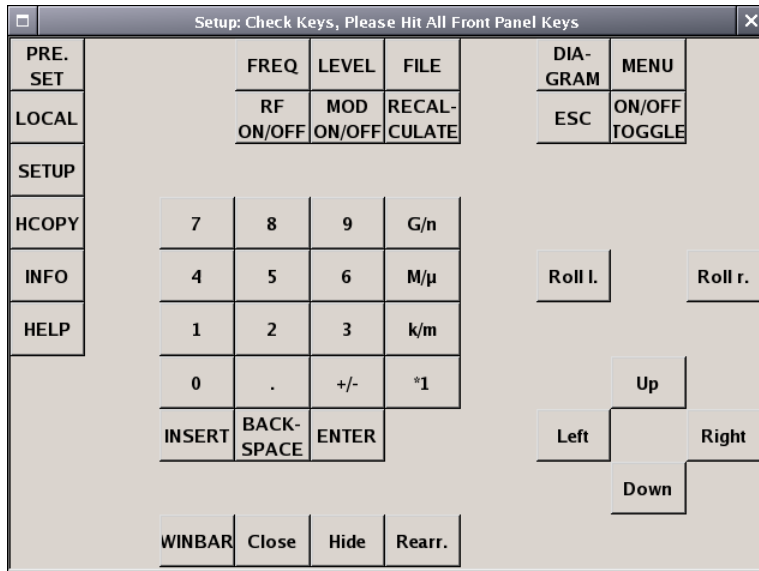 Setup: Check Keys, Please Hit All Front Panel Keys
PRE.
SET
FREQ
LEVEL
FILE
DIA-
GRAM
MENU
LOCAL
RF
ON/OFF
MOD
ON/OFF
RECAL-
CULATE
ESC
ON/OFF
TOGGLE
SETUP
HCOPY
7
8
9
G/n
INFO
4
5
6
M/μ
Roll l.
Roll r.
HELP
1
2
3
k/m
0
.
+/-
*1
Up
INSERT
BACK-
SPACE
ENTER
Left
Right
Down
WINBAR
Close
Hide
Rearr.